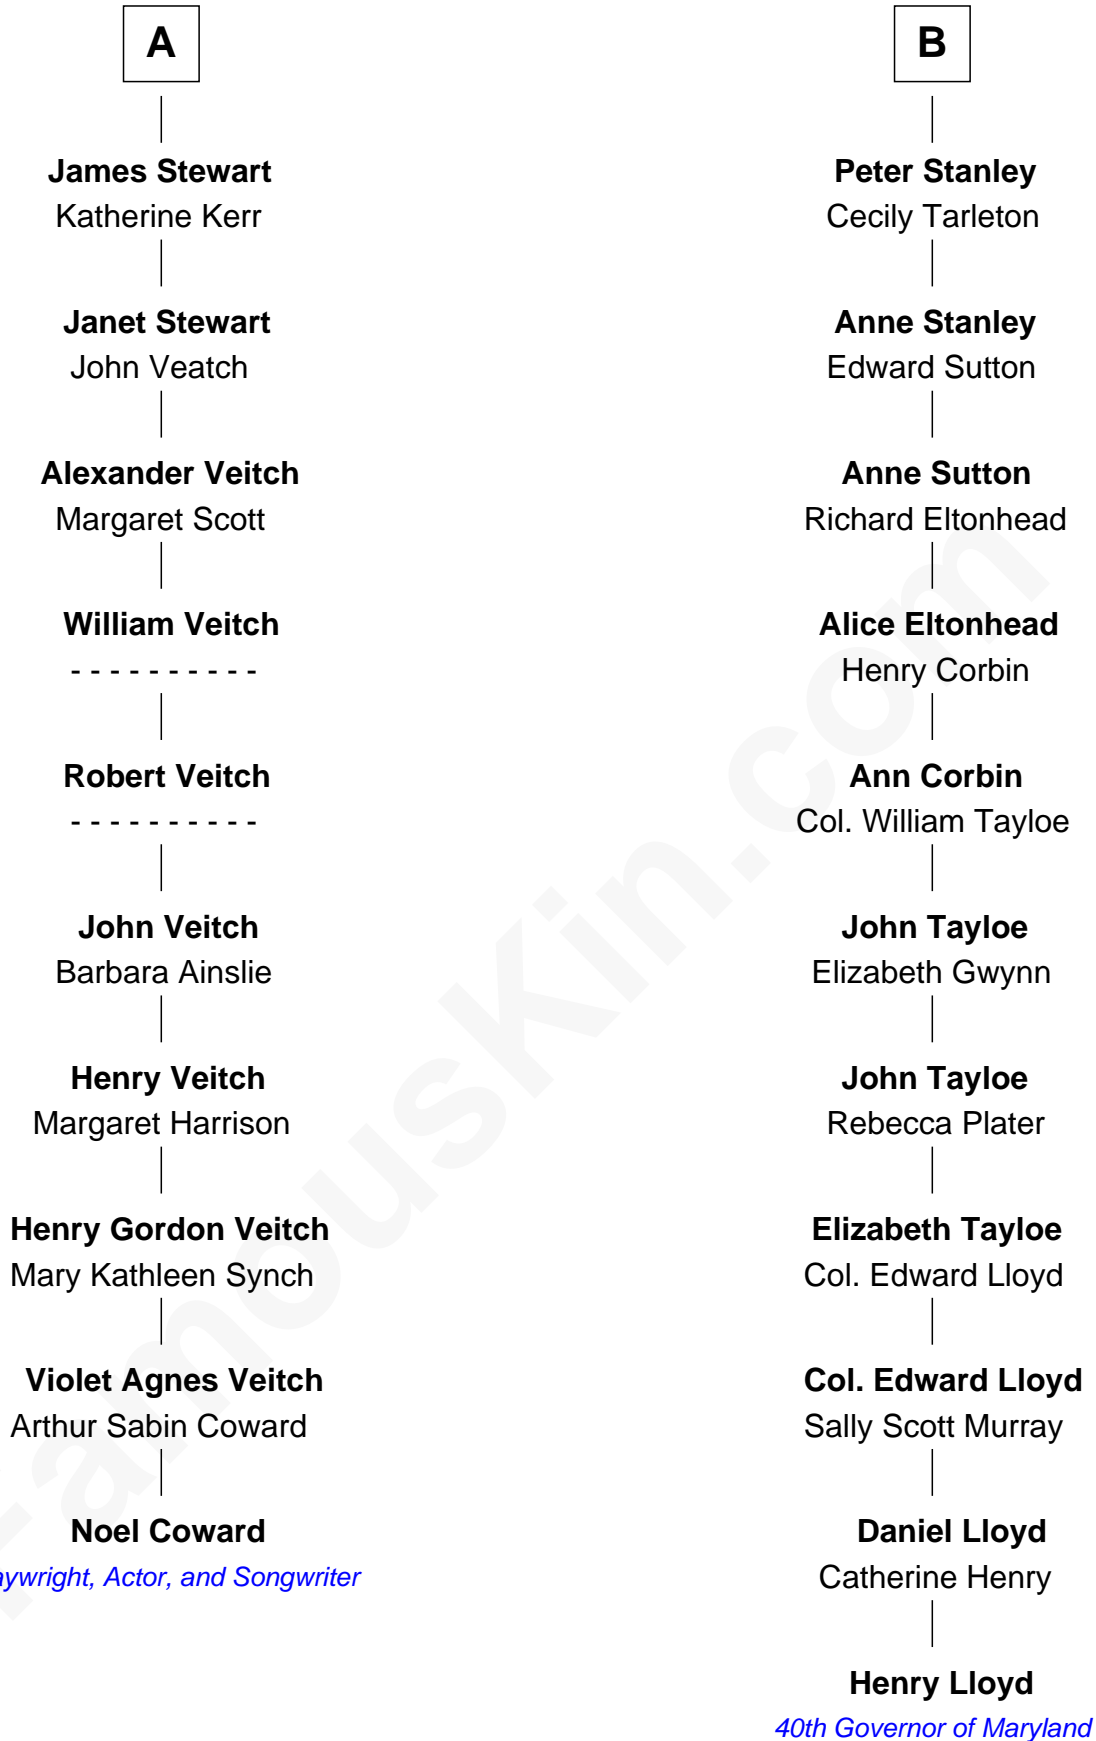 A
James Stewart
Katherine Kerr
Janet Stewart
John Veatch
Alexander Veitch
Margaret Scott
William Veitch
- - - - - - - - - -
Robert Veitch
- - - - - - - - - -
John Veitch
Barbara Ainslie
Henry Veitch
Margaret Harrison
Henry Gordon Veitch
Mary Kathleen Synch
Violet Agnes Veitch
Arthur Sabin Coward
Noel Coward
aywright, Actor, and Songwriter
B
Peter Stanley
Cecily Tarleton
Anne Stanley
Edward Sutton
Anne Sutton
Richard Eltonhead
Alice Eltonhead
Henry Corbin
Ann Corbin
Col. William Tayloe
John Tayloe
Elizabeth Gwynn
John Tayloe
Rebecca Plater
Elizabeth Tayloe
Col. Edward Lloyd
Col. Edward Lloyd
Sally Scott Murray
Daniel Lloyd
Catherine Henry
Henry Lloyd
40th Governor of Maryland
FamousKin.com